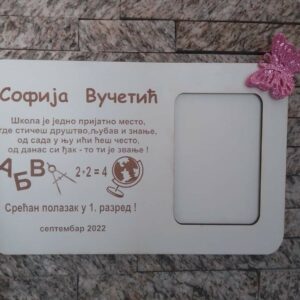 Софија Вучетић
Школа је једно пријатно место,
где стичеш друштво,љубав и знање,
од сада у њу ићи ћеш често,
од данас си ђак - то ти је звање !
АБВ 2+2=4
Срећан полазак у 1. разред !
септембар 2022